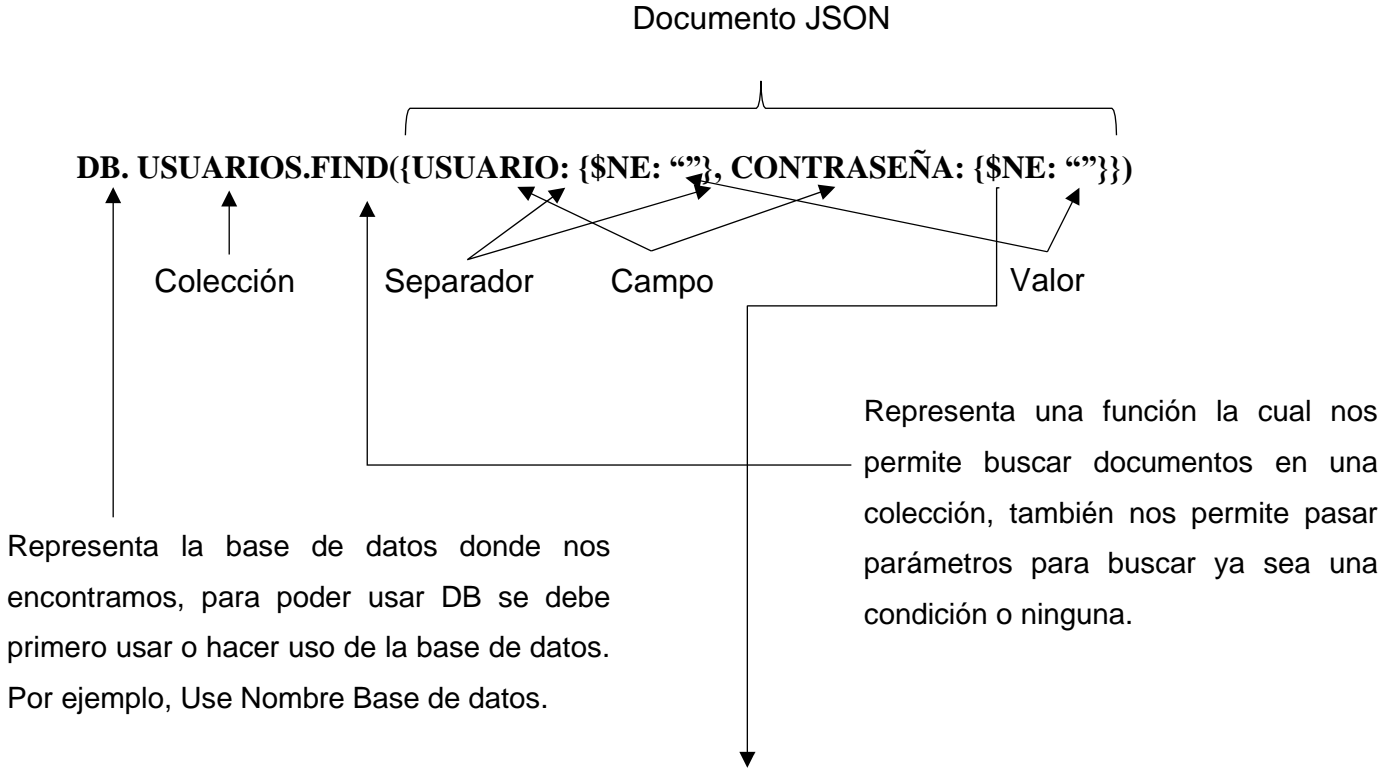 Documento JSON
DB. USUARIOS.FIND({USUARIO: {$NE: “”}, CONTRASEÑA: {$NE: “”}})
Colección Separador Campo Valor
Representa una función la cual nos
permite buscar documentos en una
colección, también nos permite pasar
parámetros para buscar ya sea una
condición o ninguna.
Representa la base de datos donde nos
encontramos, para poder usar DB se debe
primero usar o hacer uso de la base de datos.
Por ejemplo, Use Nombre Base de datos.